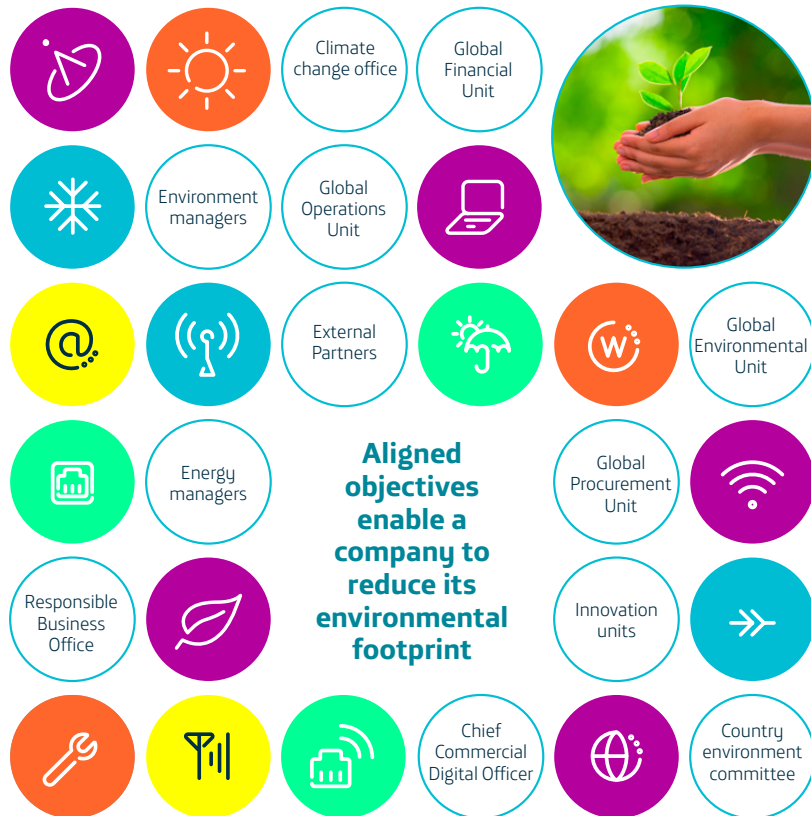 Climate
change office
Global
Financial
Unit
Environment
managers
Global
Operations
Unit
@
External
Partners
W
Global
Environmental
Unit
Energy
managers
Aligned
objectives
enable a
company to
reduce its
environmental
footprint
Global
Procurement
Unit
Responsible
Business
Office
Innovation
units
Chief
Commercial
Digital Officer
Country
environment
committee